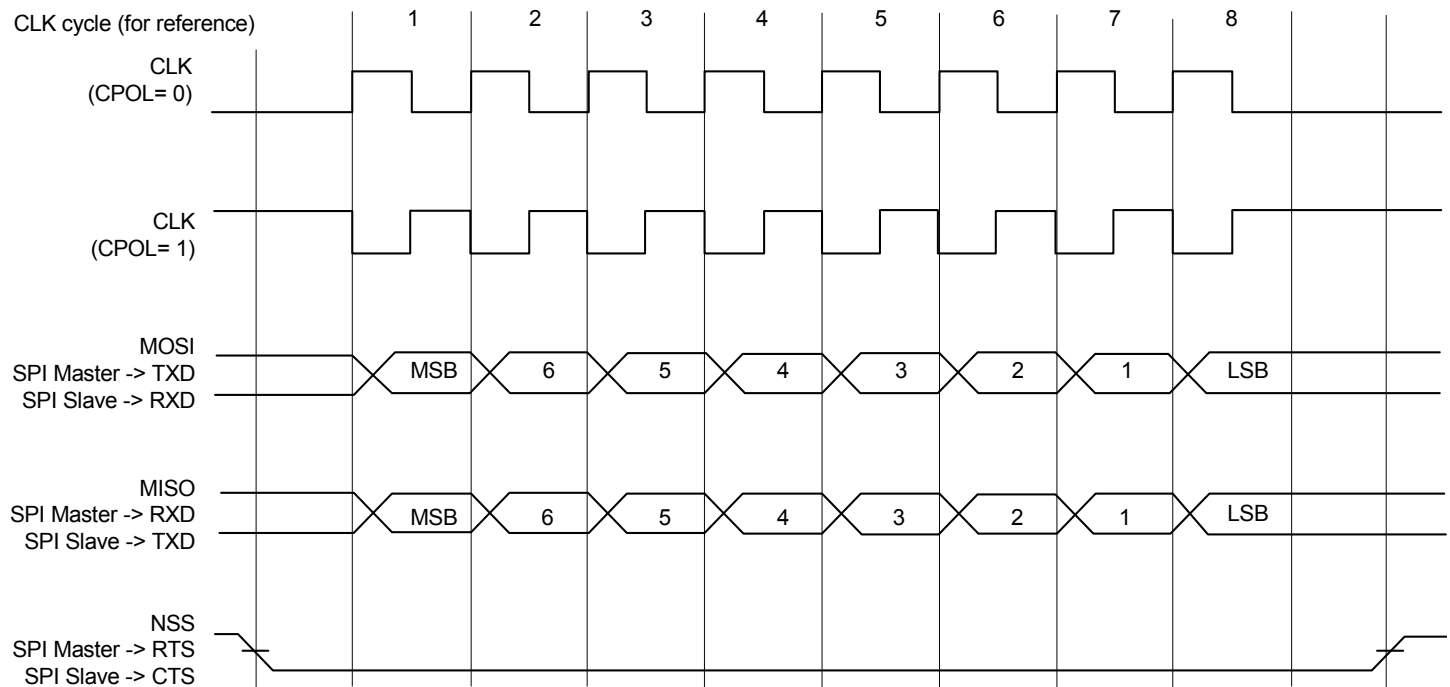 CLK cycle (for reference) 1 2 3 4 5 6 7 8
CLK
(CPOL= 0)
CLK
(CPOL= 1)
MOSI
SPI Master -> TXD
SPI Slave -> RXD
MSB 6 5 4 3 2 1 LSB
MISO
SPI Master -> RXD
SPI Slave -> TXD
MSB 6 5 4 3 2 1 LSB
NSS
SPI Master -> RTS
SPI Slave -> CTS